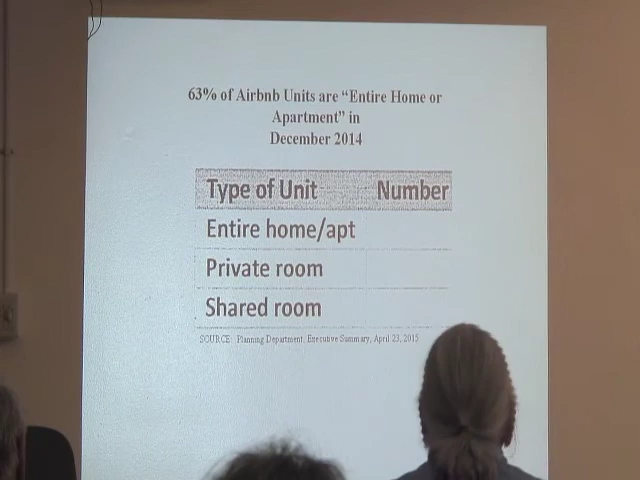 63% of Airbnb Units are “Entire Home or
Apartment” in
December 2014
Type of Unit Number
Entire home/apt
Private room
Shared room
SOURCE: Planning Department, Executive Summary, April 23, 2015